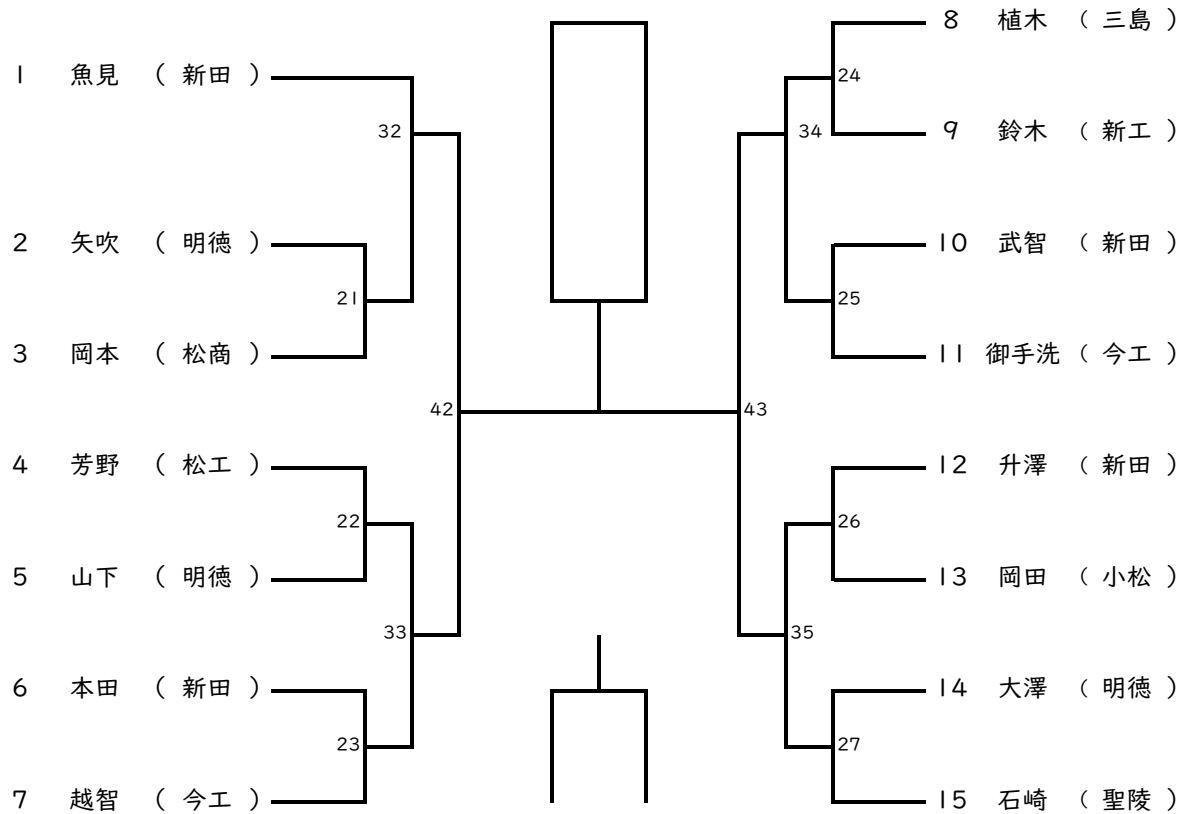 1 魚見 ( 新田 )
32
2 矢吹 ( 明徳 )
21
3 岡本 ( 松商 )
42
4 芳野 ( 松工 )
22
5 山下 ( 明徳 )
33
6 本田 ( 新田 )
23
7 越智 ( 今工 )
8 植木 ( 三島 )
24
34
9 鈴木 ( 新工 )
10 武智 ( 新田 )
25
11 御手洗 ( 今工 )
43
12 升澤 ( 新田 )
26
13 岡田 ( 小松 )
35
14 大澤 ( 明徳 )
27
15 石崎 ( 聖陵 )